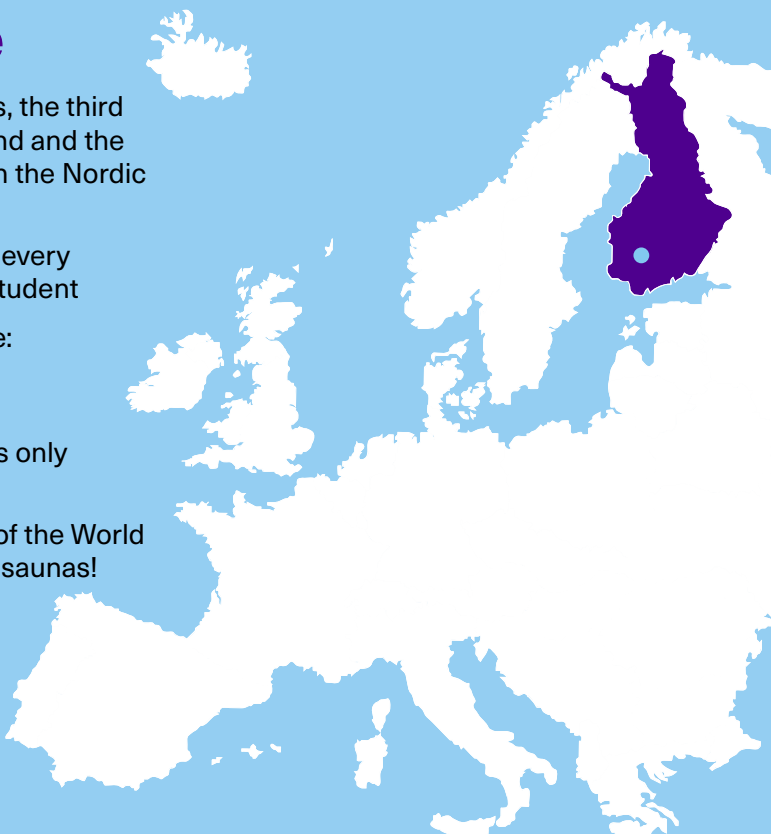 e
s, the third
nd and the
n the Nordic
every
tudent
e:
s only
of the World
saunas!